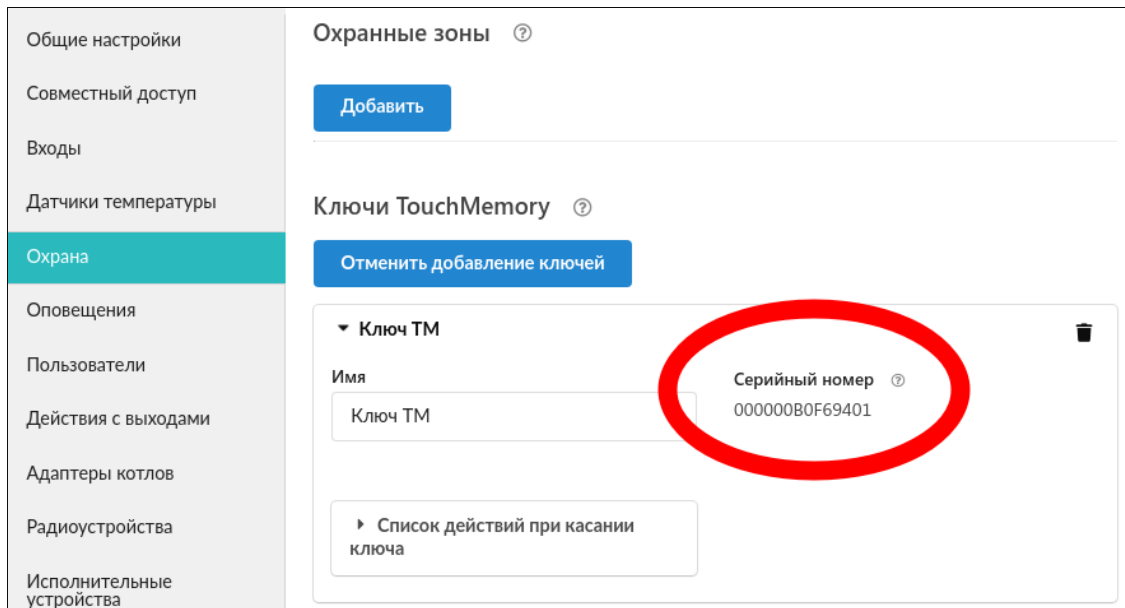 Общие настройки
Совместный доступ
Входы
Датчики температуры
Охрана
Оповещения
Пользователи
Действия с выходами
Адаптеры котлов
Радиоустройства
Исполнительные
устройства
Охранные зоны ?
Добавить
Ключи TouchMemory ?
Отменить добавление ключей
Ключ ТМ
Имя
Ключ ТМ
Серийный номер ?
000000B0F69401
Список действий при касании
ключа